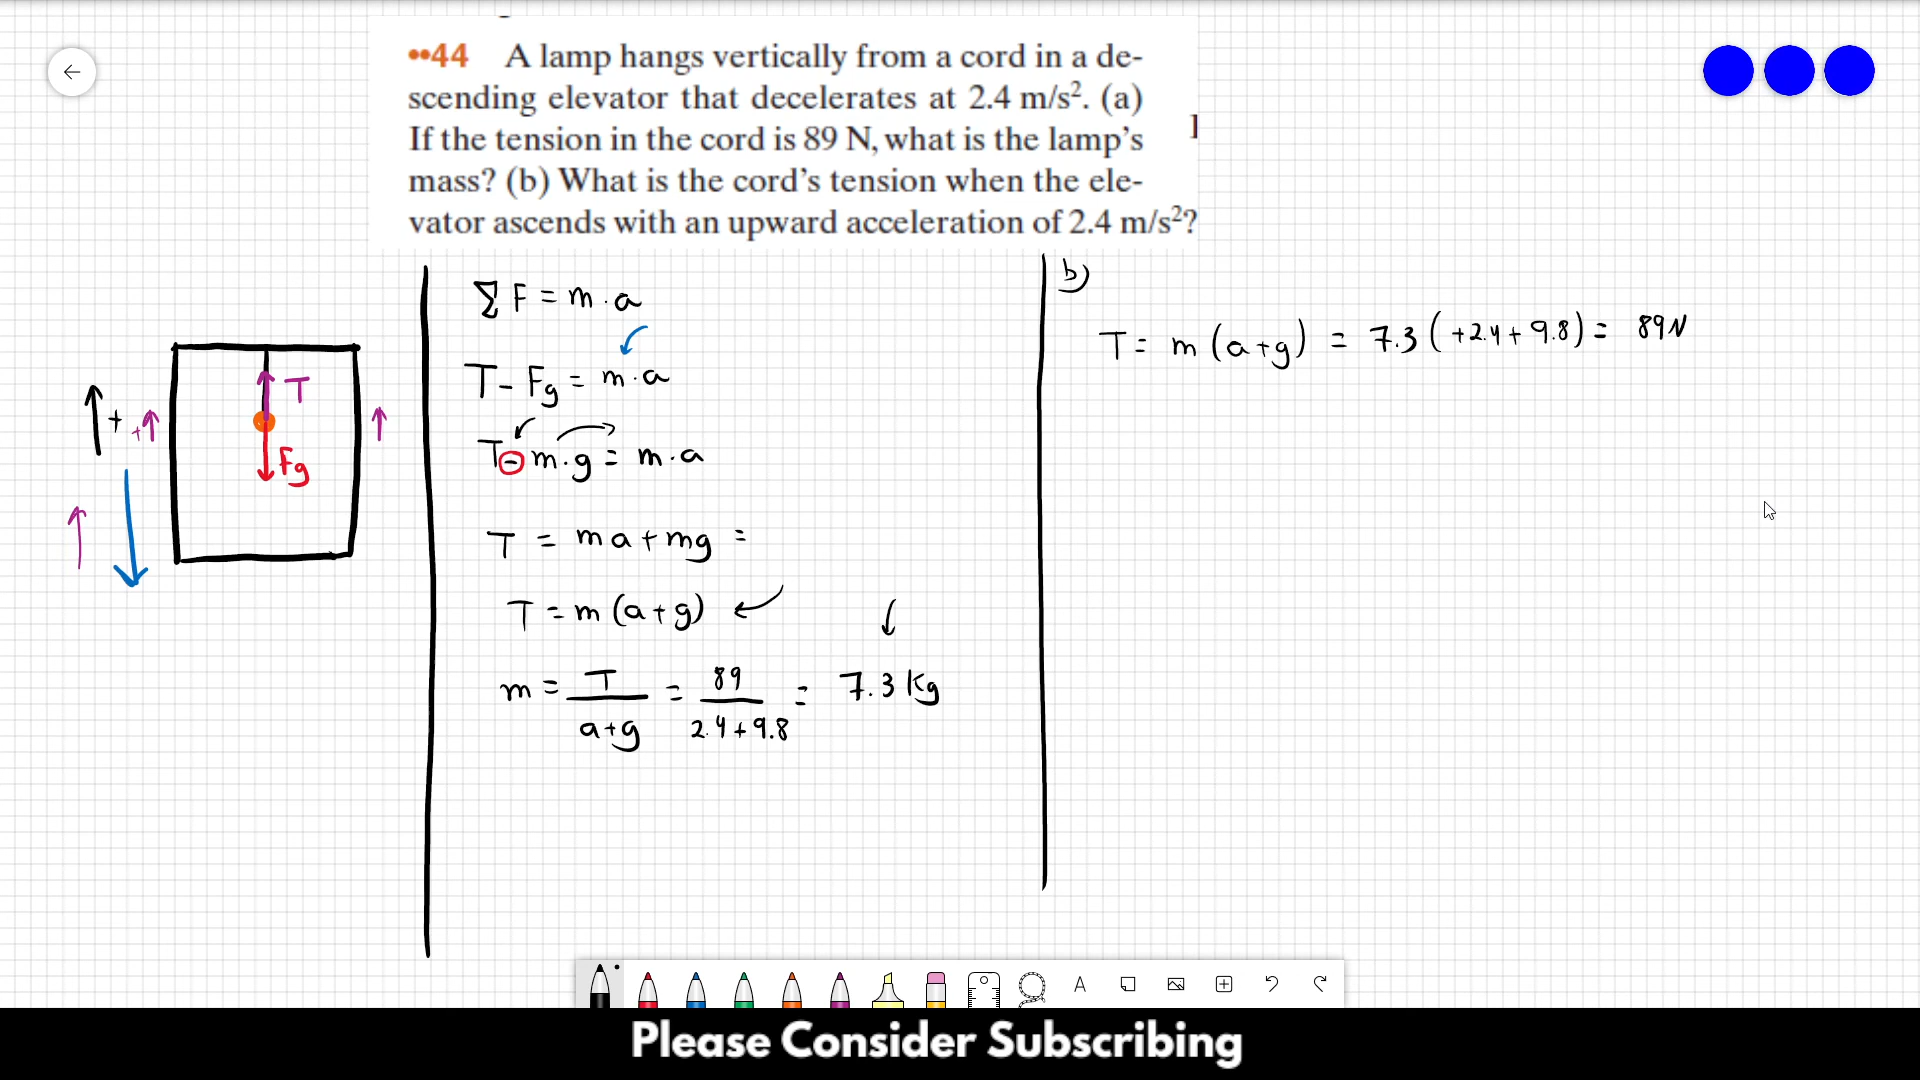 ••44 A lamp hangs vertically from a cord in a de-
scending elevator that decelerates at 2.4 m/s². (a)
If the tension in the cord is 89 N, what is the lamp's
mass? (b) What is the cord's tension when the ele-
vator ascends with an upward acceleration of 2.4 m/s²?
+
+
T
Fg
∑ F = m · a
T - Fg = m · a
T - m · g = m · a
T = ma + mg =
T = m (a + g)
m = T / a+g = 89 / 2.4 + 9.8 = 7.3 Kg
b)
T = m (a + g) = 7.3 ( +2.4 + 9.8 ) = 89 N
A
Please Consider Subscribing